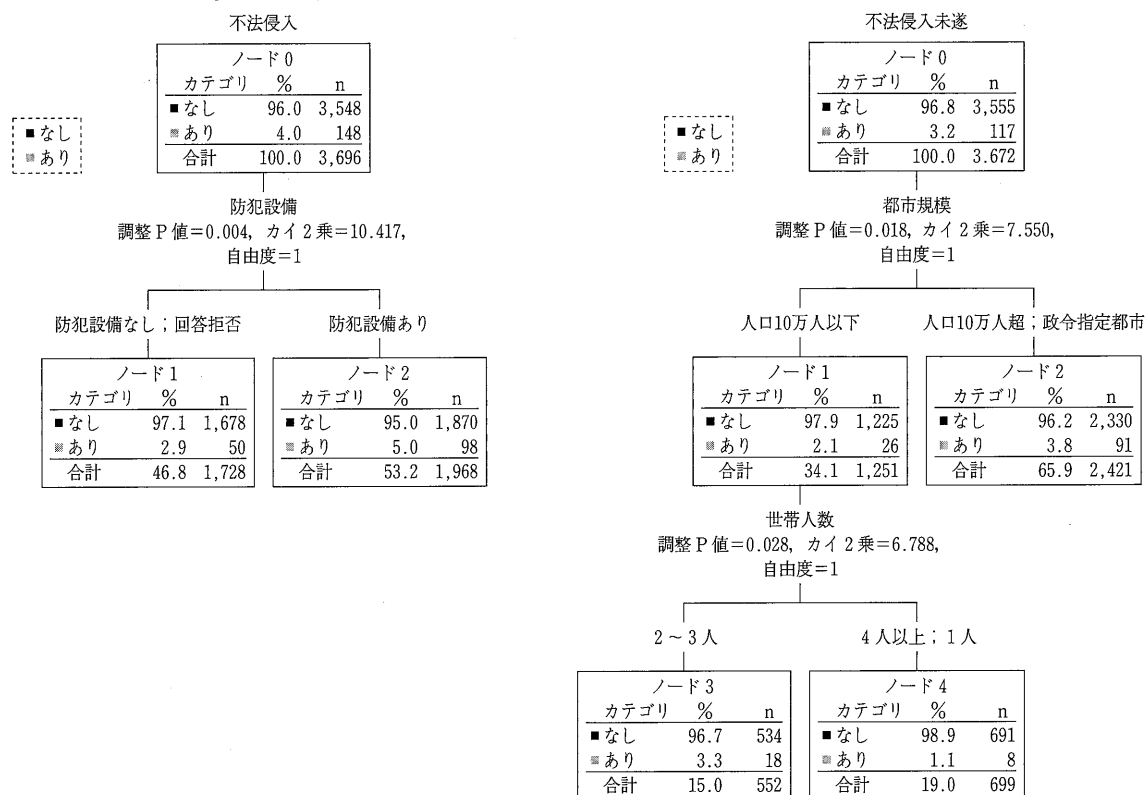 不法侵入
ノード0
カテゴリ % n
■なし 96.0 3,548
■あり 4.0 148
合計 100.0 3,696
■なし
■あり
防犯設備
調整P値=0.004, カイ2乗=10.417,
自由度=1
防犯設備なし;回答拒否
防犯設備あり
ノード1
カテゴリ % n
■なし 97.1 1,678
■あり 2.9 50
合計 46.8 1,728
ノード2
カテゴリ % n
■なし 95.0 1,870
■あり 5.0 98
合計 53.2 1,968
不法侵入未遂
ノード0
カテゴリ % n
■なし 96.8 3,555
■あり 3.2 117
合計 100.0 3.672
■なし
■あり
都市規模
調整P値=0.018, カイ2乗=7.550,
自由度=1
人口10万人以下
人口10万人超;政令指定都市
ノード1
カテゴリ % n
■なし 97.9 1,225
■あり 2.1 26
合計 34.1 1,251
ノード2
カテゴリ % n
■なし 96.2 2,330
■あり 3.8 91
合計 65.9 2,421
世帯人数
調整P値=0.028, カイ2乗=6.788,
自由度=1
2~3人
4人以上;1人
ノード3
カテゴリ % n
■なし 96.7 534
■あり 3.3 18
合計 15.0 552
ノード4
カテゴリ % n
■なし 98.9 691
■あり 1.1 8
合計 19.0 699